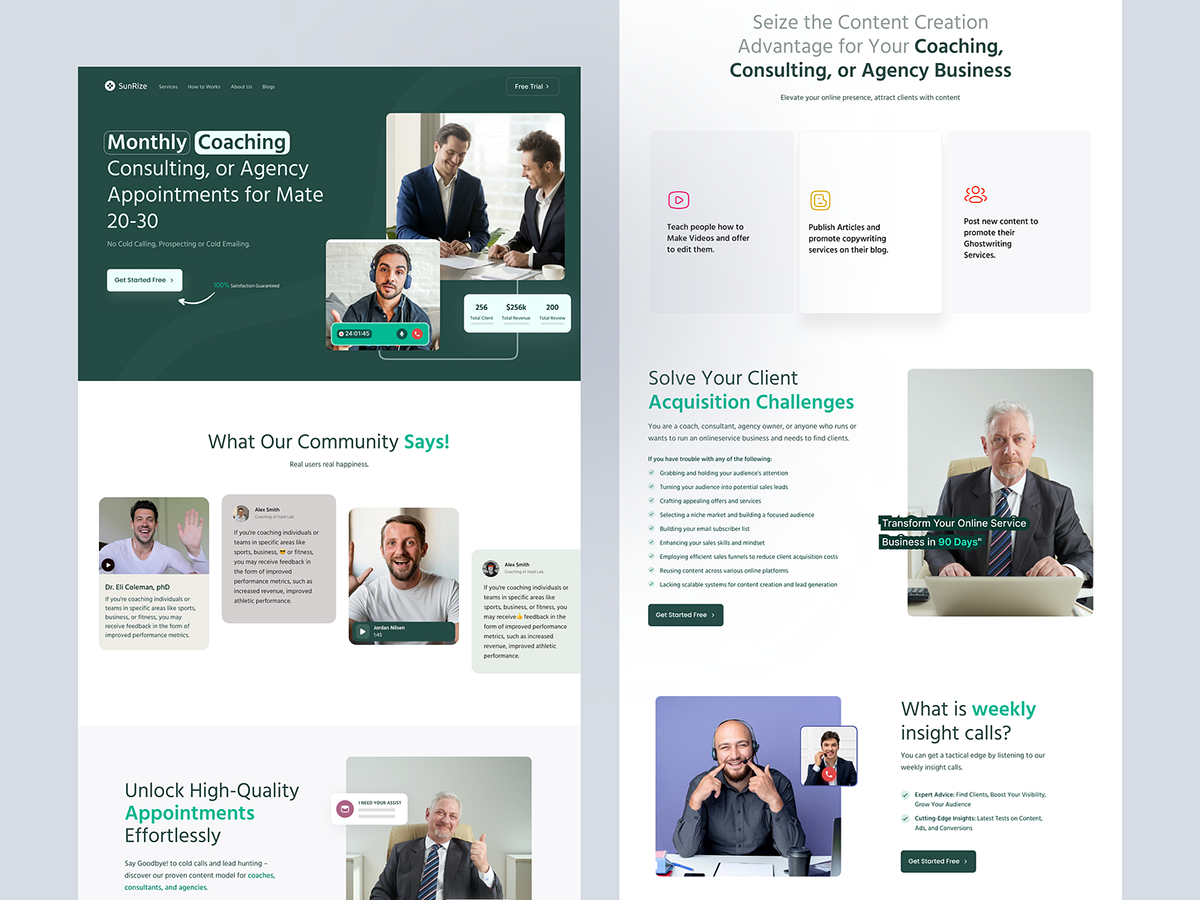 SunRize
Services
How to Works
About Us
Blogs
Free Trial
Monthly Coaching
Consulting, or Agency
Appointments for Mate
20-30
No Cold Calling, Prospecting or Cold Emailing.
Get Started Free
100% Satisfaction Guaranteed
24:01:45
256
Total Client
$256k
Total Revenue
200
Total Review
What Our Community Says!
Real users real happiness.
Dr. Eli Coleman, phD
If you're coaching individuals or
teams in specific areas like sports,
business, or fitness, you may
receive feedback in the form of
improved performance metrics.
Alex Smith
Coaching of Halal Lab
If you're coaching individuals or
teams in specific areas like
sports, business, 😎 or fitness,
you may receive feedback in
the form of improved
performance metrics, such as
increased revenue, improved
athletic performance.
Jordan Nilsen
1:45
Alex Smith
Coaching of Halal Lab
If you're coaching individuals or
teams in specific areas like
sports, business, or fitness, you
may receive👍 feedback in the
form of improved performance
metrics, such as increased
revenue, improved athletic
performance.
Unlock High-Quality
Appointments
Effortlessly
Say Goodbye! to cold calls and lead hunting –
discover our proven content model for coaches,
consultants, and agencies.
I NEED YOUR ASSIST
Seize the Content Creation
Advantage for Your Coaching,
Consulting, or Agency Business
Elevate your online presence, attract clients with content
Teach people how to
Make Videos and offer
to edit them.
Publish Articles and
promote copywriting
services on their blog.
Post new content to
promote their
Ghostwriting
Services.
Solve Your Client
Acquisition Challenges
You are a coach, consultant, agency owner, or anyone who runs or
wants to run an onlineservice business and needs to find clients.
If you have trouble with any of the following:
Grabbing and holding your audience's attention
Turning your audience into potential sales leads
Crafting appealing offers and services
Selecting a niche market and building a focused audience
Building your email subscriber list
Enhancing your sales skills and mindset
Employing efficient sales funnels to reduce client acquisition costs
Reusing content across various online platforms
Lacking scalable systems for content creation and lead generation
Get Started Free
Transform Your Online Service
Business in 90 Days"
What is weekly
insight calls?
You can get a tactical edge by listening to our
weekly insight calls.
Expert Advice: Find Clients, Boost Your Visibility,
Grow Your Audience
Cutting-Edge Insights: Latest Tests on Content,
Ads, and Conversions
Get Started Free